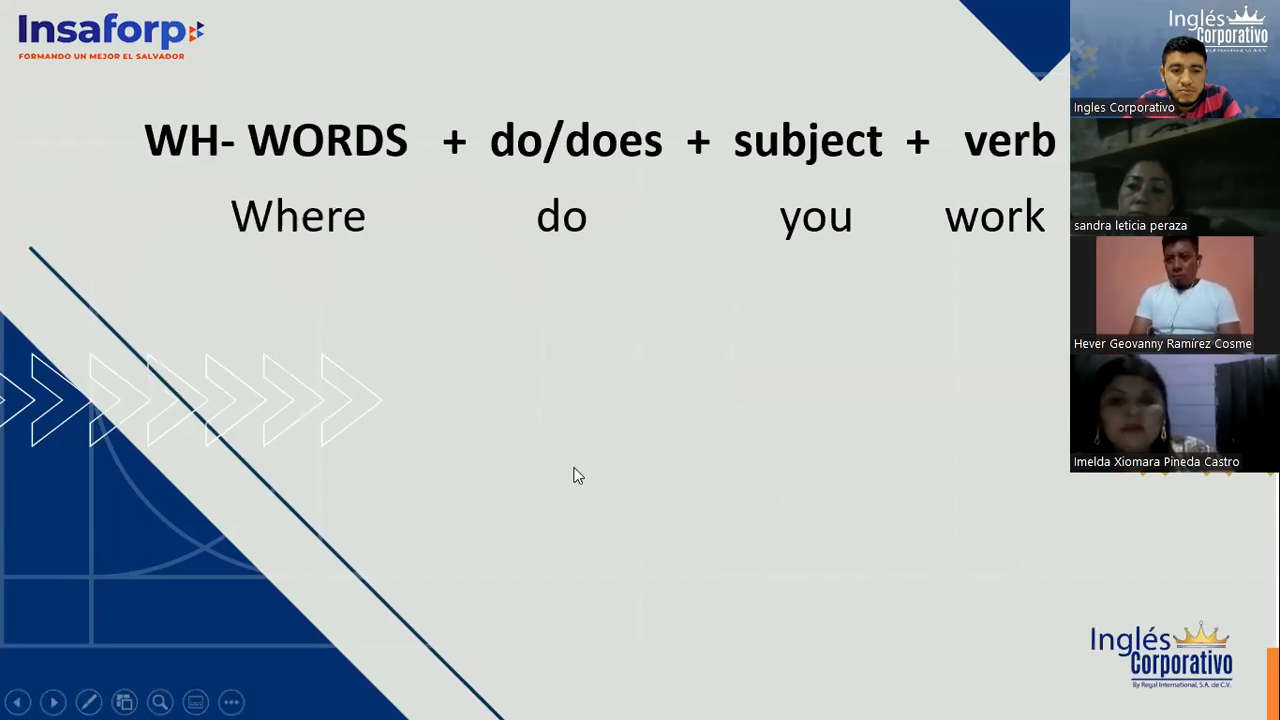 Insaforp
FORMANDO UN MEJOR EL SALVADOR
WH- WORDS + do/does + subject + verb
Where do you work
Inglés
Corporativo
Ingles Corporativo
sandra leticia peraza
Hever Geovanny Ramírez Cosme
Imelda Xiomara Pineda Castro
Inglés
Corporativo
By Regal International, S.A. de C.V.